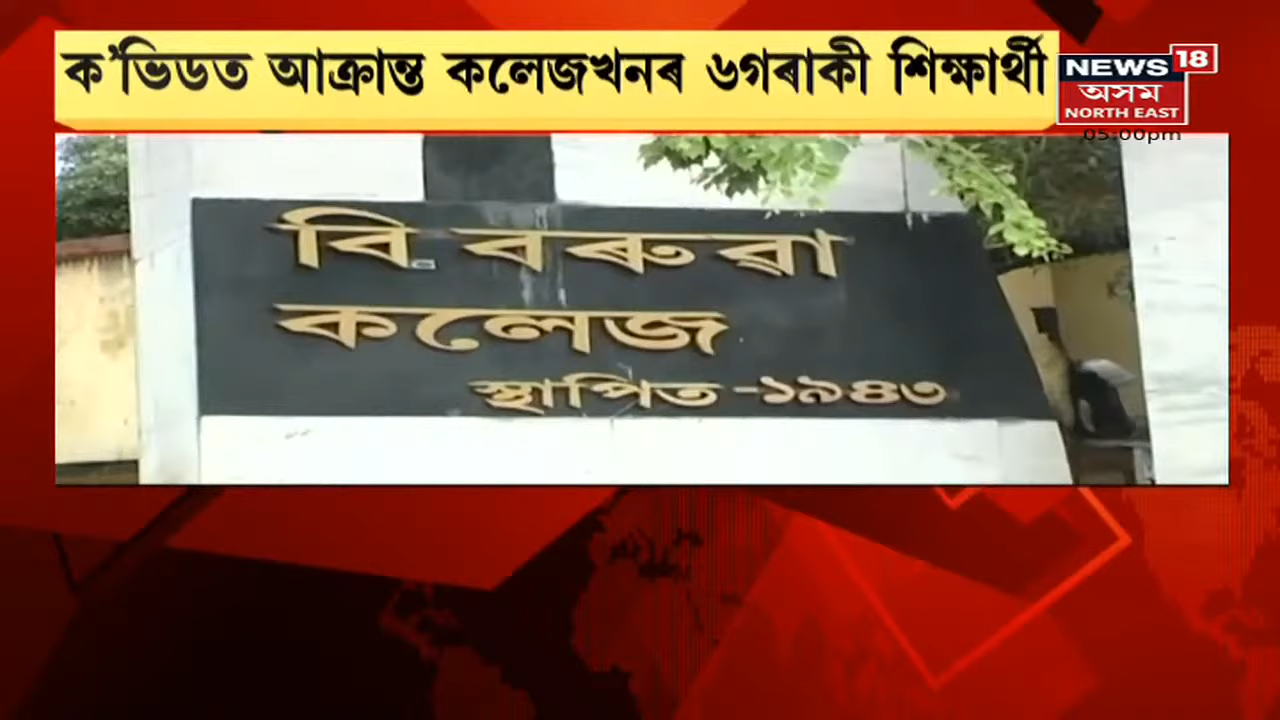 ক'ভিডত আক্ৰান্ত কলেজখনৰ ৬গৰাকী শিক্ষাৰ্থী
NEWS 18
অসম
NORTH EAST
05:00pm
বি. বৰুৱা
কলেজ
স্থাপিত -১৯৪৩